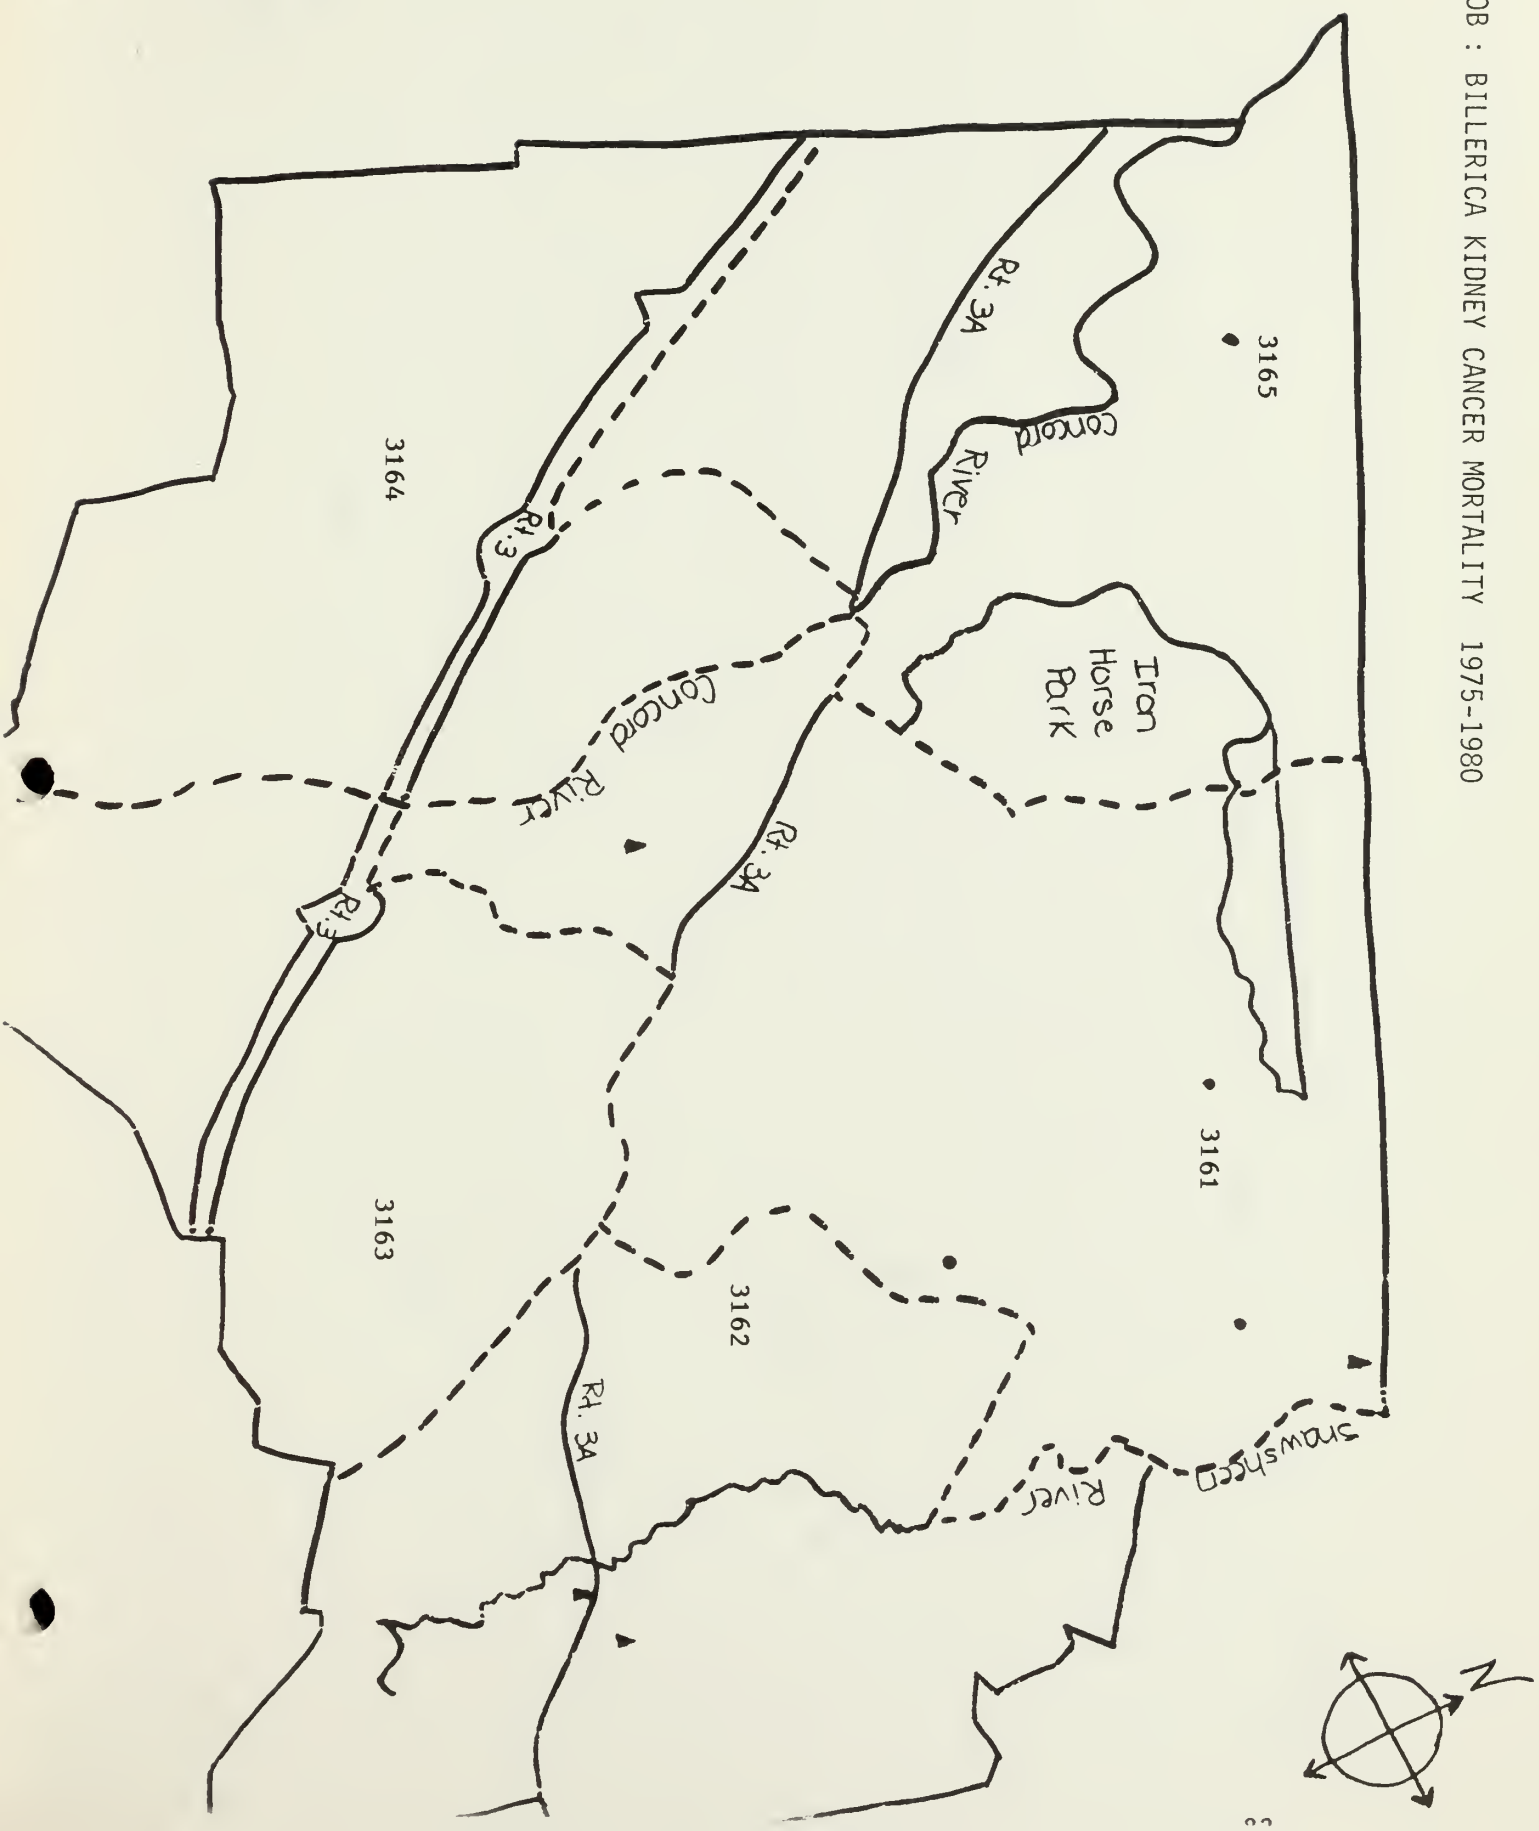 OB : BILLERICA KIDNEY CANCER MORTALITY 1975-1980
N
3165
3161
Iron
Horse
Park
Shawsheen
River
Concord
River
Rt. 3A
Rt. 3A
Concord
River
3162
Rt. 3A
3164
3163
Rt.3
Rt.3